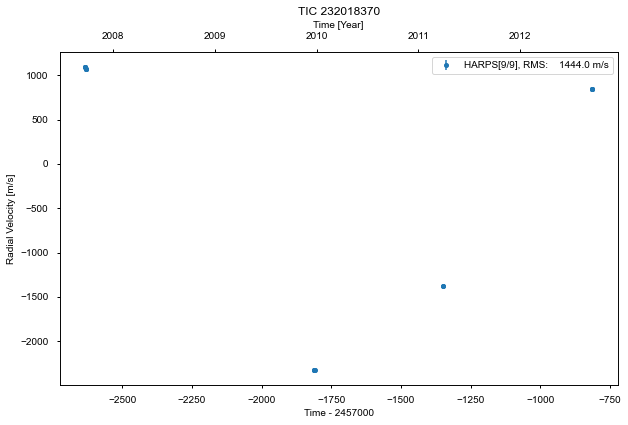 TIC 232018370
Time [Year]
2008 2009 2010 2011 2012
HARPS[9/9], RMS: 1444.0 m/s
1000
500
0
−500
−1000
−1500
−2000
Radial Velocity [m/s]
−2500 −2250 −2000 −1750 −1500 −1250 −1000 −750
Time - 2457000